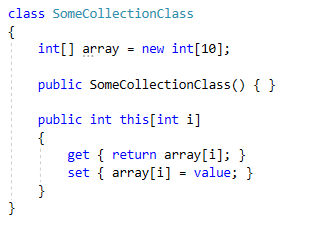 class SomeCollectionClass
{
    int[] array = new int[10];

    public SomeCollectionClass() { }

    public int this[int i]
    {
        get { return array[i]; }
        set { array[i] = value; }
    }
}